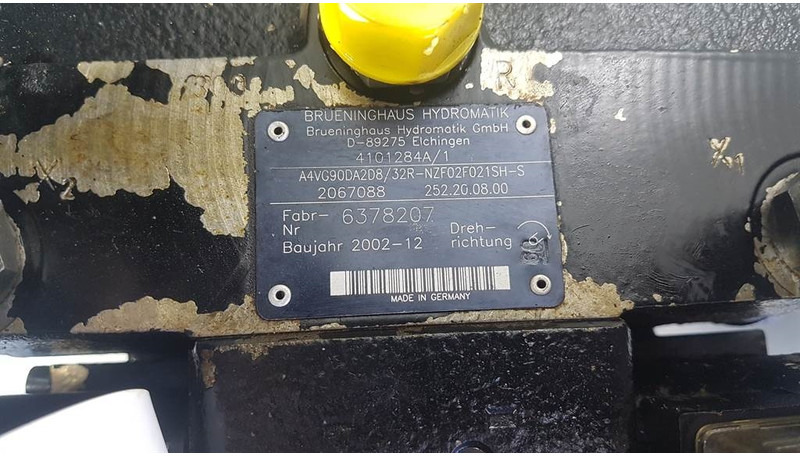 R
BRUENINGHAUS HYDROMATIK
Brueninghaus Hydromatik GmbH
D-89275 Elchingen
4101284A/1
A4VG90DA2D8/32R-NZF02F021SH-S
2067088 252.20.08.00
Fabr- 6378207
Nr
Dreh-
richtung
Baujahr 2002-12
MADE IN GERMANY